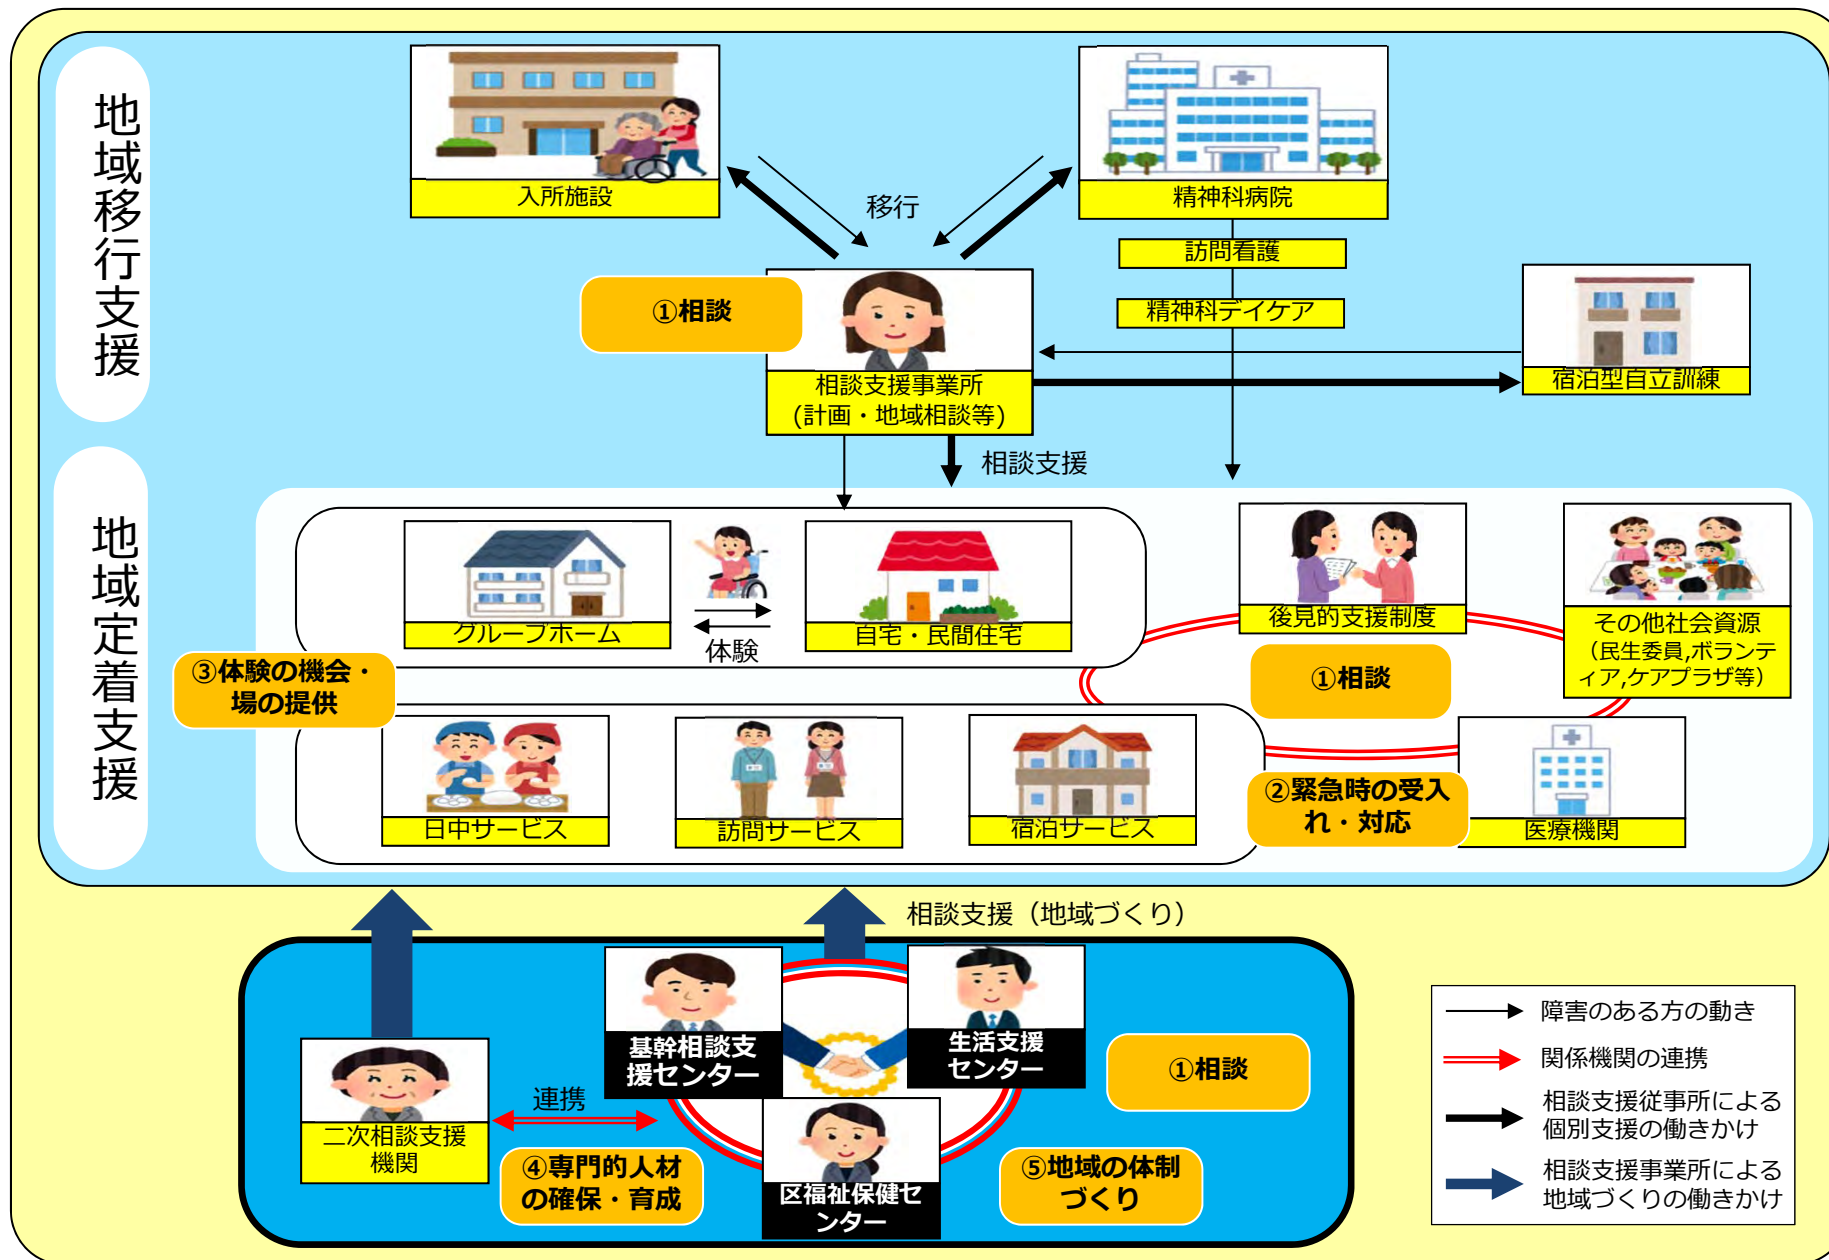 地域移行支援
入所施設
精神科病院
移行
訪問看護
精神科デイケア
①相談
相談支援事業所
(計画・地域相談等)
宿泊型自立訓練
相談支援
地域定着支援
グループホーム
体験
自宅・民間住宅
後見的支援制度
その他社会資源
（民生委員,ボランテ
ィア,ケアプラザ等）
③体験の機会・
場の提供
①相談
日中サービス
訪問サービス
宿泊サービス
②緊急時の受入
れ・対応
医療機関
相談支援（地域づくり）
基幹相談支
援センター
生活支援
センター
①相談
連携
二次相談支援
機関
④専門的人材
の確保・育成
区福祉保健セ
ンター
⑤地域の体制
づくり
障害のある方の動き
関係機関の連携
相談支援従事所による
個別支援の働きかけ
相談支援事業所による
地域づくりの働きかけ